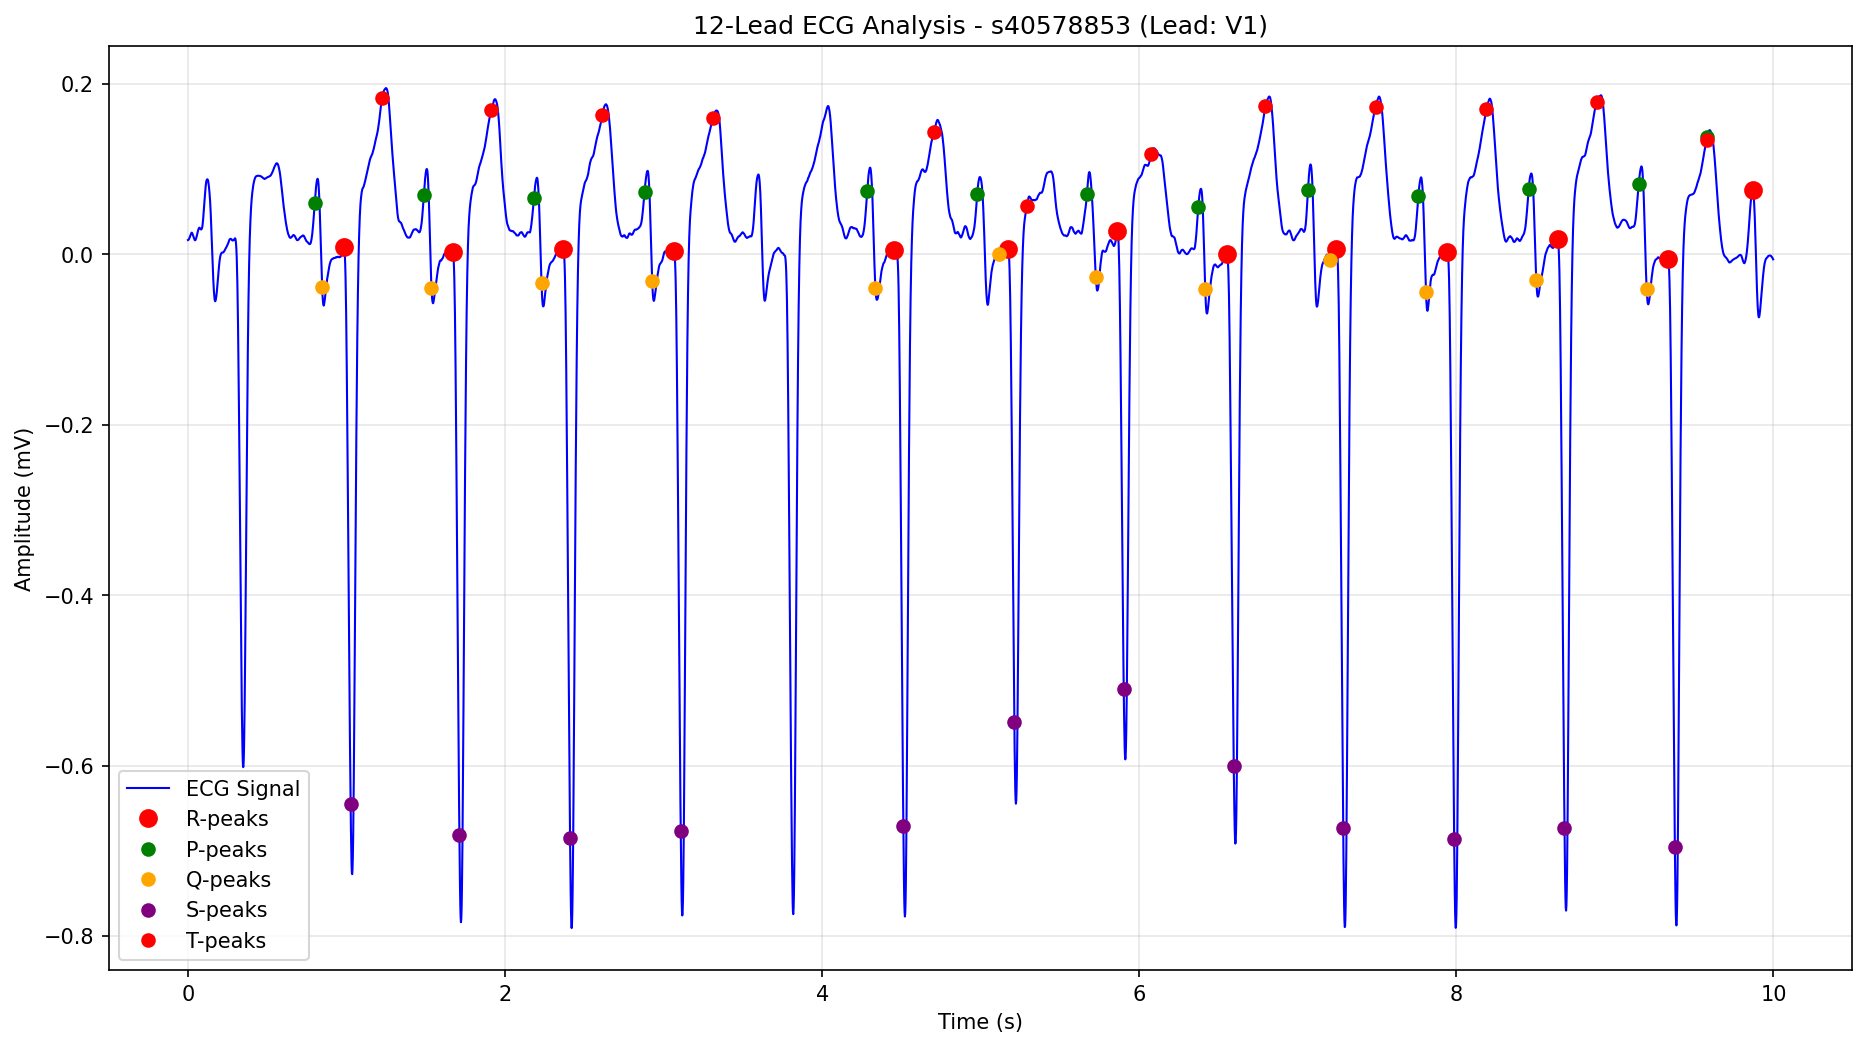 12-Lead ECG Analysis - s40578853 (Lead: V1)
0.2
0.0
−0.2
−0.4
−0.6
−0.8
Amplitude (mV)
ECG Signal
R-peaks
P-peaks
Q-peaks
S-peaks
T-peaks
0 2 4 6 8 10
Time (s)